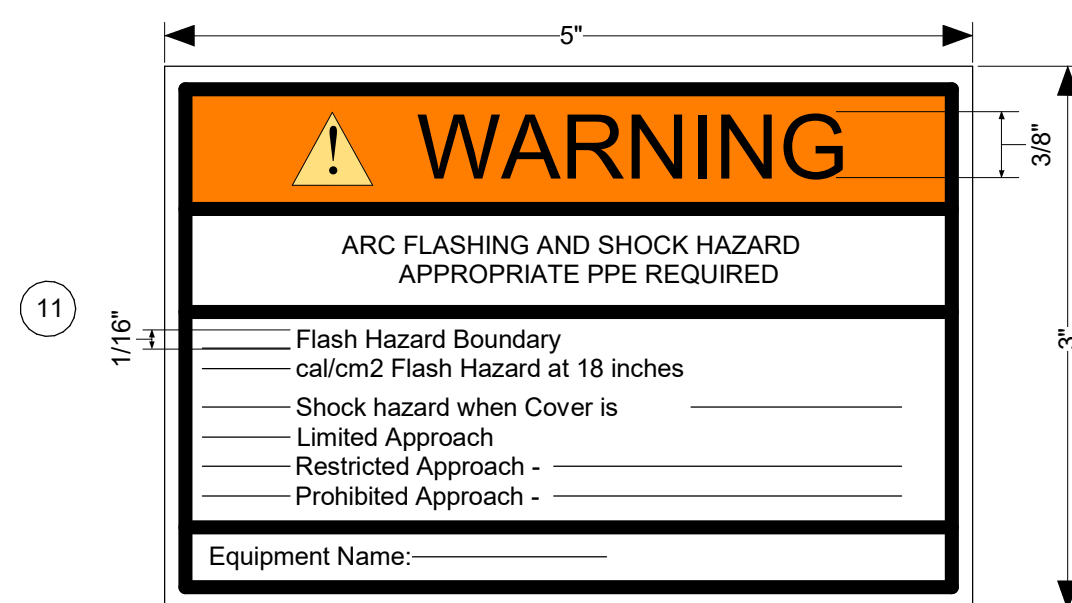 5"
WARNING
3/8"
ARC FLASHING AND SHOCK HAZARD
APPROPRIATE PPE REQUIRED
11
1/16"
Flash Hazard Boundary
cal/cm2 Flash Hazard at 18 inches
Shock hazard when Cover is
Limited Approach
Restricted Approach -
Prohibited Approach -
3"
Equipment Name: